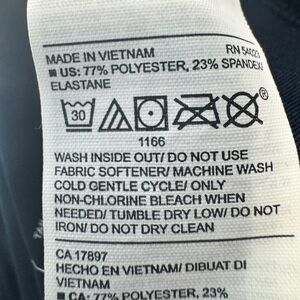 MADE IN VIETNAM RN 54023
US: 77% POLYESTER, 23% SPANDEX/
ELASTANE
30
1166
WASH INSIDE OUT/ DO NOT USE
FABRIC SOFTENER/ MACHINE WASH
COLD GENTLE CYCLE/ ONLY
NON-CHLORINE BLEACH WHEN
NEEDED/ TUMBLE DRY LOW/ DO NOT
IRON/ DO NOT DRY CLEAN
CA 17897
HECHO EN VIETNAM/ DIBUAT DI
VIETNAM
CA: 77% POLYESTER, 23%